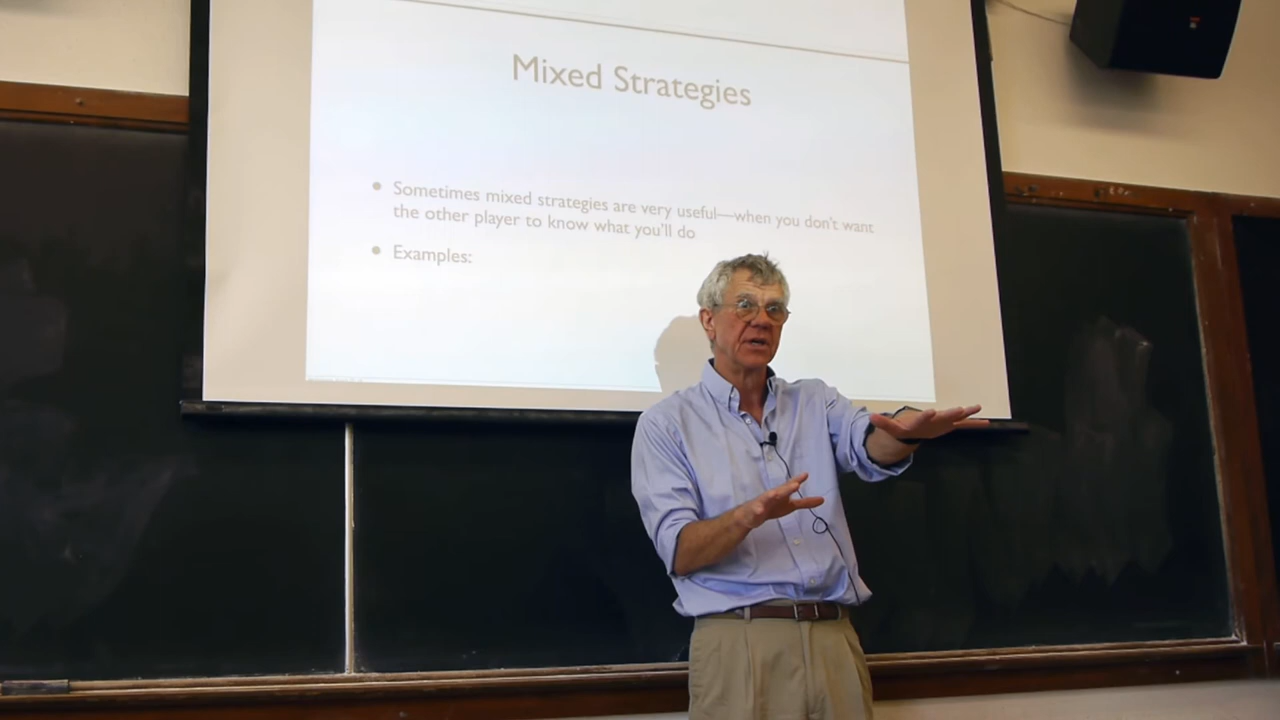 Mixed Strategies
• Sometimes mixed strategies are very useful—when you don't want
the other player to know what you'll do
• Examples: